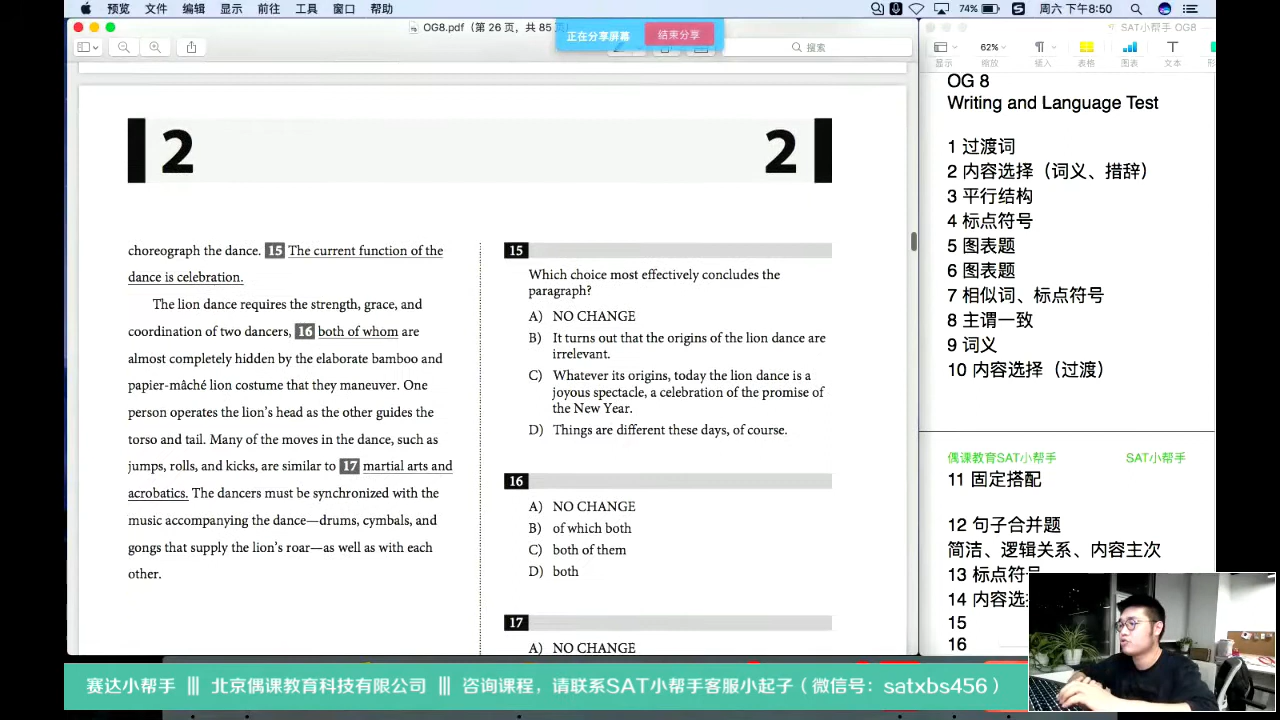 预览 文件 编辑 显示 前往 工具 窗口 帮助
74% 周六下午8:50
OG8.pdf（第 26 页，共 85 页
正在分享屏幕 结束分享
搜索
SAT小帮手 OG8
62%
显示 缩放 插入 表格 图表 文本
2 2
choreograph the dance. 15 The current function of the
dance is celebration.
The lion dance requires the strength, grace, and
coordination of two dancers, 16 both of whom are
almost completely hidden by the elaborate bamboo and
papier-mâché lion costume that they maneuver. One
person operates the lion's head as the other guides the
torso and tail. Many of the moves in the dance, such as
jumps, rolls, and kicks, are similar to 17 martial arts and
acrobatics. The dancers must be synchronized with the
music accompanying the dance—drums, cymbals, and
gongs that supply the lion's roar—as well as with each
other.
15
Which choice most effectively concludes the
paragraph?
A) NO CHANGE
B) It turns out that the origins of the lion dance are
irrelevant.
C) Whatever its origins, today the lion dance is a
joyous spectacle, a celebration of the promise of
the New Year.
D) Things are different these days, of course.
16
A) NO CHANGE
B) of which both
C) both of them
D) both
17
A) NO CHANGE
OG 8
Writing and Language Test
1 过渡词
2 内容选择（词义、措辞）
3 平行结构
4 标点符号
5 图表题
6 图表题
7 相似词、标点符号
8 主谓一致
9 词义
10 内容选择（过渡）
偶课教育SAT小帮手 SAT小帮手
11 固定搭配
12 句子合并题
简洁、逻辑关系、内容主次
13 标点符号
14 内容选
15
16
赛达小帮手 ||| 北京偶课教育科技有限公司 ||| 咨询课程，请联系SAT小帮手客服小起子（微信号：satxbs456）